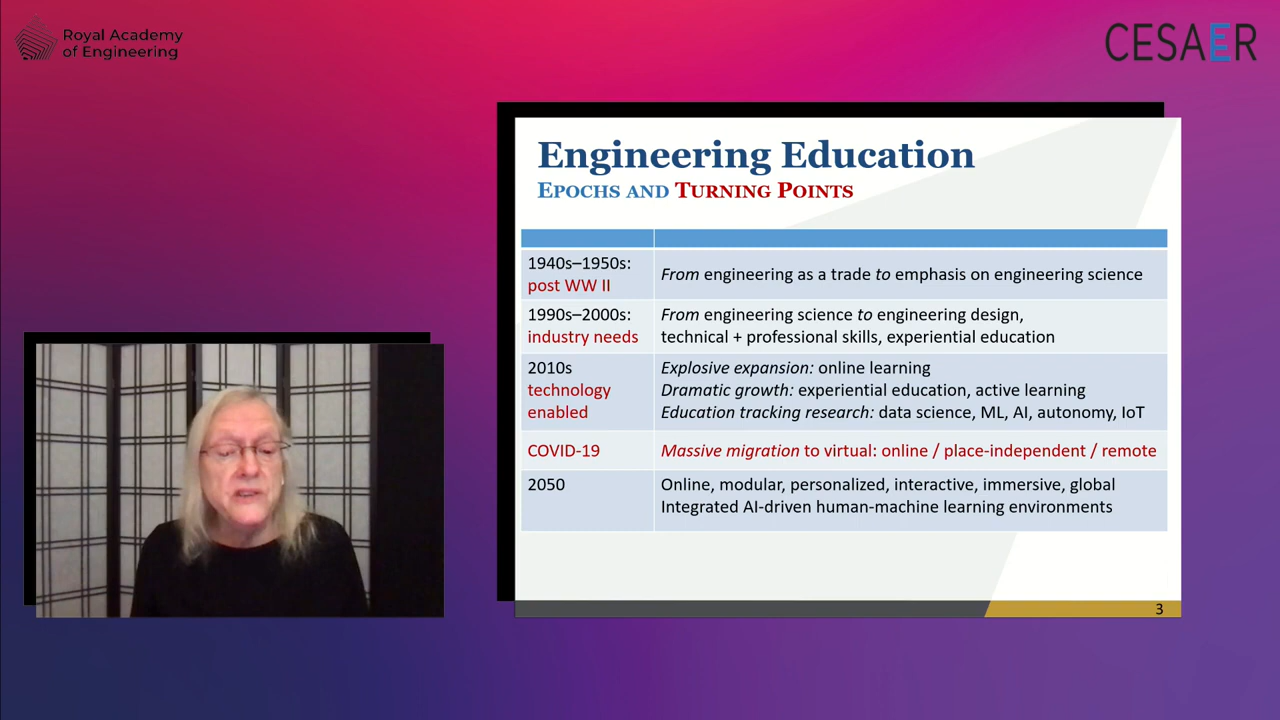 Royal Academy
of Engineering
CESAER
Engineering Education
Epochs and Turning Points
1940s–1950s:
post WW II
From engineering as a trade to emphasis on engineering science
1990s–2000s:
industry needs
From engineering science to engineering design,
technical + professional skills, experiential education
2010s
technology
enabled
Explosive expansion: online learning
Dramatic growth: experiential education, active learning
Education tracking research: data science, ML, AI, autonomy, IoT
COVID-19
Massive migration to virtual: online / place-independent / remote
2050
Online, modular, personalized, interactive, immersive, global
Integrated AI-driven human-machine learning environments
3